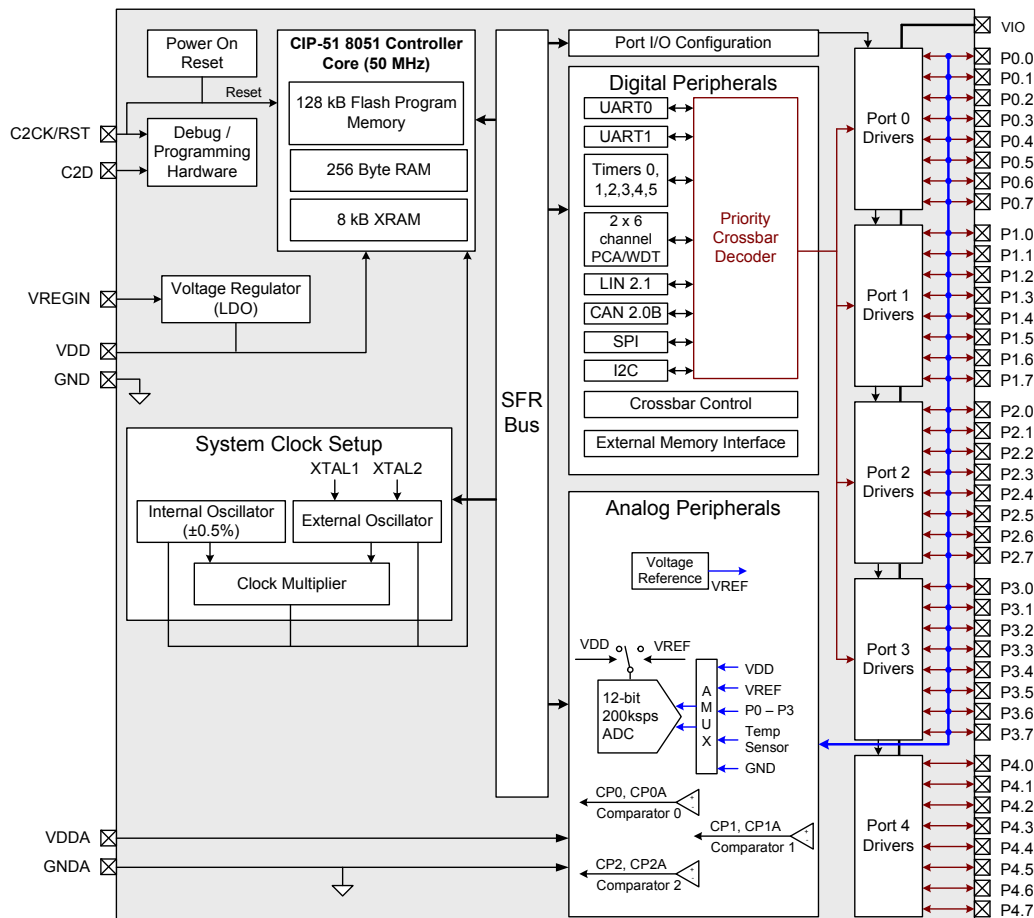 Power On
Reset
Reset
C2CK/RST
Debug /
Programming
Hardware
C2D
CIP-51 8051 Controller
Core (50 MHz)
128 kB Flash Program
Memory
256 Byte RAM
8 kB XRAM
VREGIN
Voltage Regulator
(LDO)
VDD
GND
System Clock Setup
XTAL1
XTAL2
Internal Oscillator
(±0.5%)
External Oscillator
Clock Multiplier
VDDA
GNDA
SFR
Bus
Port I/O Configuration
Digital Peripherals
UART0
UART1
Timers 0,
1,2,3,4,5
2 x 6
channel
PCA/WDT
LIN 2.1
CAN 2.0B
SPI
I2C
Priority
Crossbar
Decoder
Crossbar Control
External Memory Interface
Analog Peripherals
Voltage
Reference
VREF
VDD
VREF
12-bit
200ksps
ADC
A
M
U
X
VDD
VREF
P0 – P3
Temp
Sensor
GND
CP0, CP0A
+
-
Comparator 0
CP1, CP1A
+
-
Comparator 1
CP2, CP2A
+
-
Comparator 2
Port 0
Drivers
Port 1
Drivers
Port 2
Drivers
Port 3
Drivers
Port 4
Drivers
VIO
P0.0
P0.1
P0.2
P0.3
P0.4
P0.5
P0.6
P0.7
P1.0
P1.1
P1.2
P1.3
P1.4
P1.5
P1.6
P1.7
P2.0
P2.1
P2.2
P2.3
P2.4
P2.5
P2.6
P2.7
P3.0
P3.1
P3.2
P3.3
P3.4
P3.5
P3.6
P3.7
P4.0
P4.1
P4.2
P4.3
P4.4
P4.5
P4.6
P4.7